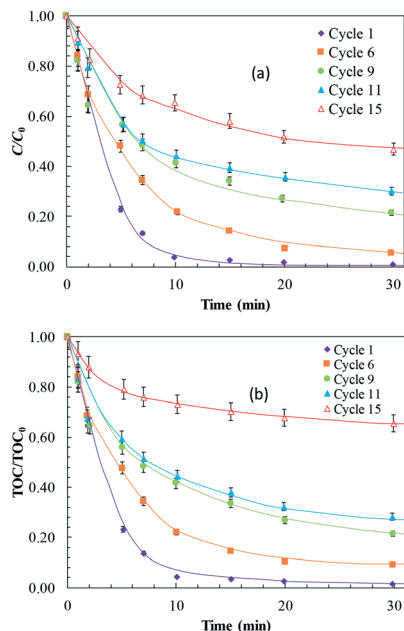 1.00
(a)
Cycle 1
Cycle 6
Cycle 9
Cycle 11
Cycle 15
0.80
0.60
0.40
0.20
0.00
C/C0
0 10 20 30
Time (min)
1.00
(b)
Cycle 1
Cycle 6
Cycle 9
Cycle 11
Cycle 15
0.80
0.60
0.40
0.20
0.00
TOC/TOC0
0 10 20 30
Time (min)